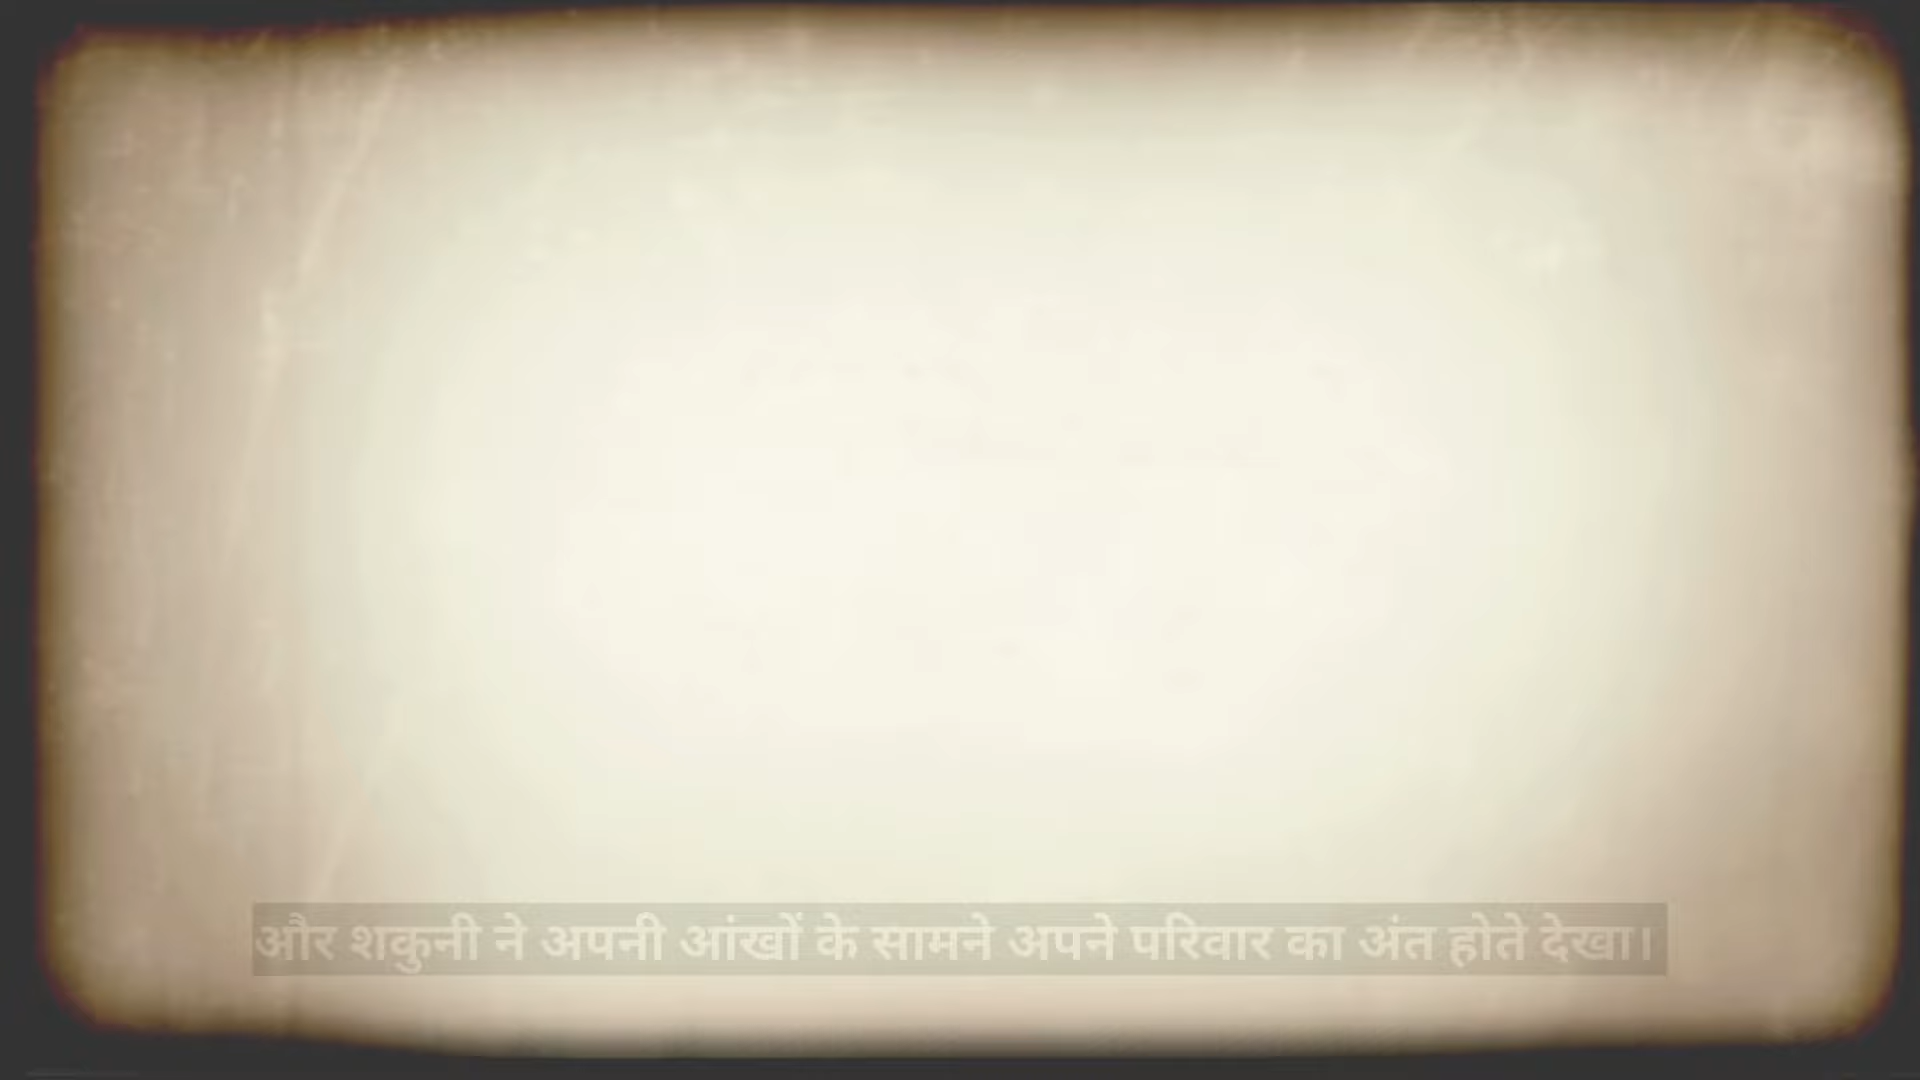 और शकुनी ने अपनी आंखों के सामने अपने परिवार का अंत होते देखा।